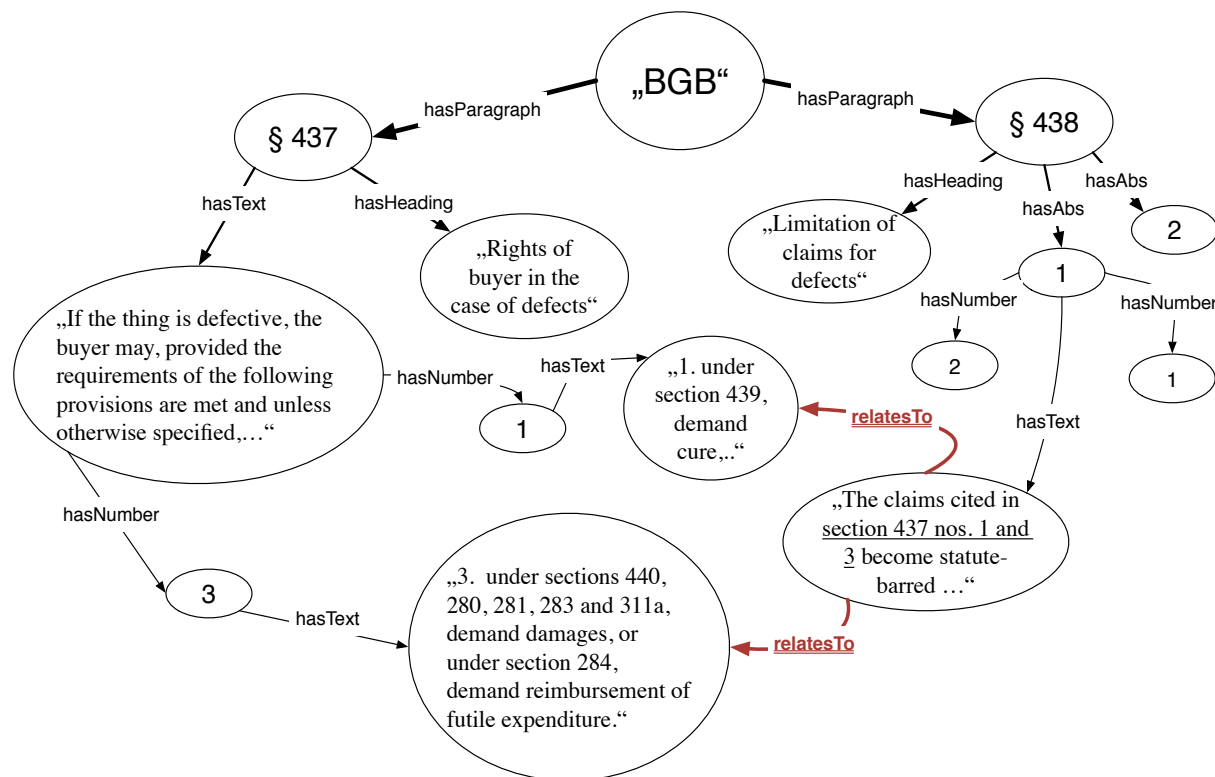 „BGB“
hasParagraph
hasParagraph
§ 437
§ 438
hasText
hasHeading
hasHeading
hasAbs
hasAbs
„Rights of
buyer in the
case of defects“
„Limitation of
claims for
defects“
2
1
„If the thing is defective, the
buyer may, provided the
requirements of the following
provisions are met and unless
otherwise specified,...“
hasNumber
1
hasText
„1. under
section 439,
demand
cure,..“
hasNumber
2
hasNumber
1
relatesTo
hasText
„The claims cited in
section 437 nos. 1 and
3 become statute-
barred ...“
hasNumber
3
hasText
„3. under sections 440,
280, 281, 283 and 311a,
demand damages, or
under section 284,
demand reimbursement of
futile expenditure.“
relatesTo